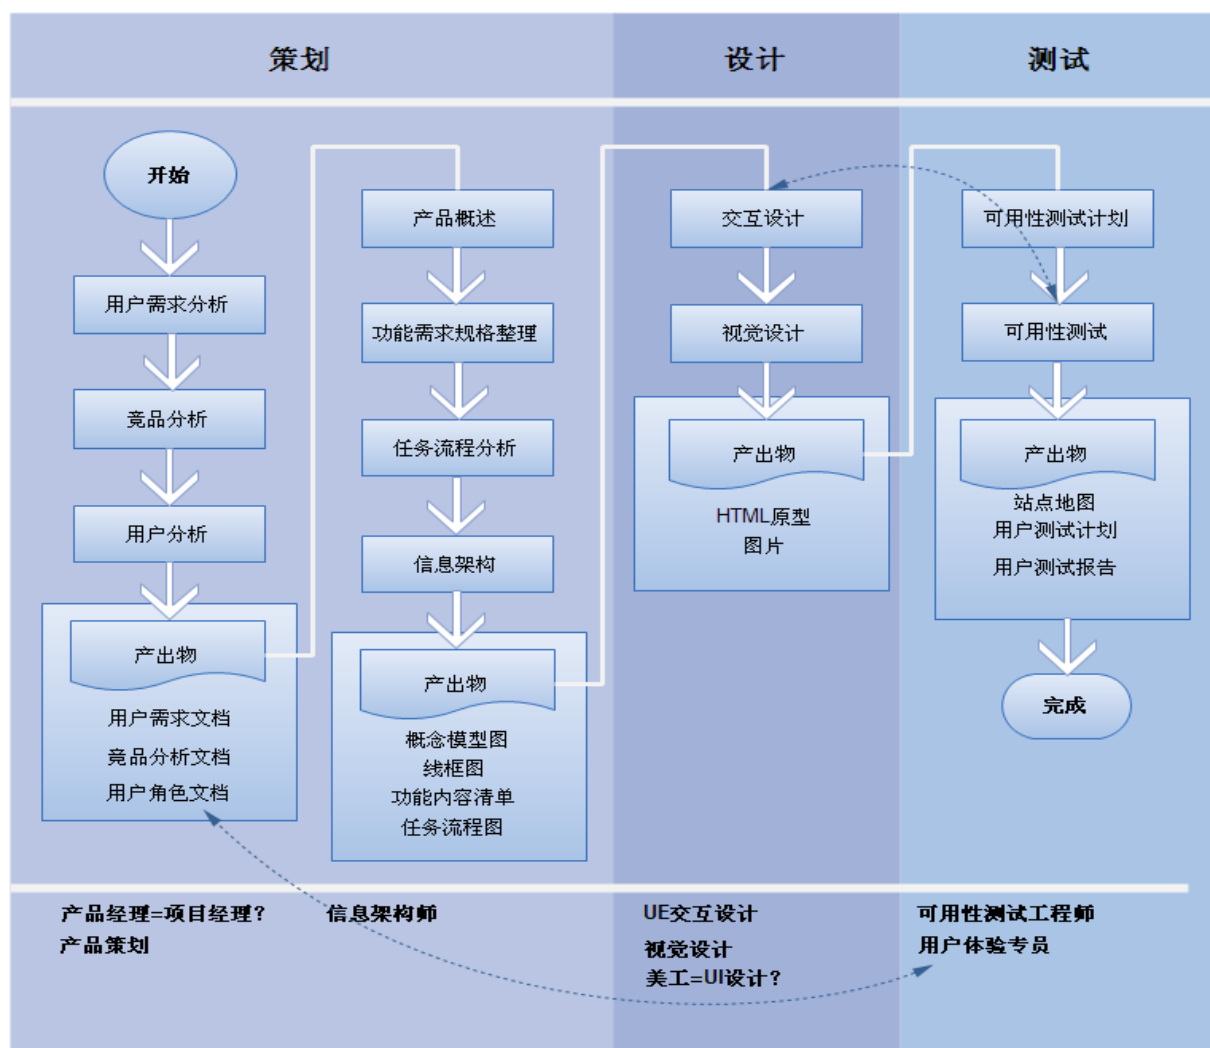 策划
设计
测试
开始
用户需求分析
竟品分析
用户分析
产出物
用户需求文档
竟品分析文档
用户角色文档
产品概述
功能需求规格整理
任务流程分析
信息架构
产出物
概念模型图
线框图
功能内容清单
任务流程图
交互设计
视觉设计
产出物
HTML原型
图片
可用性测试计划
可用性测试
产出物
站点地图
用户测试计划
用户测试报告
完成
产品经理=项目经理?
产品策划
信息架构师
UE交互设计
视觉设计
美工=UI设计?
可用性测试工程师
用户体验专员